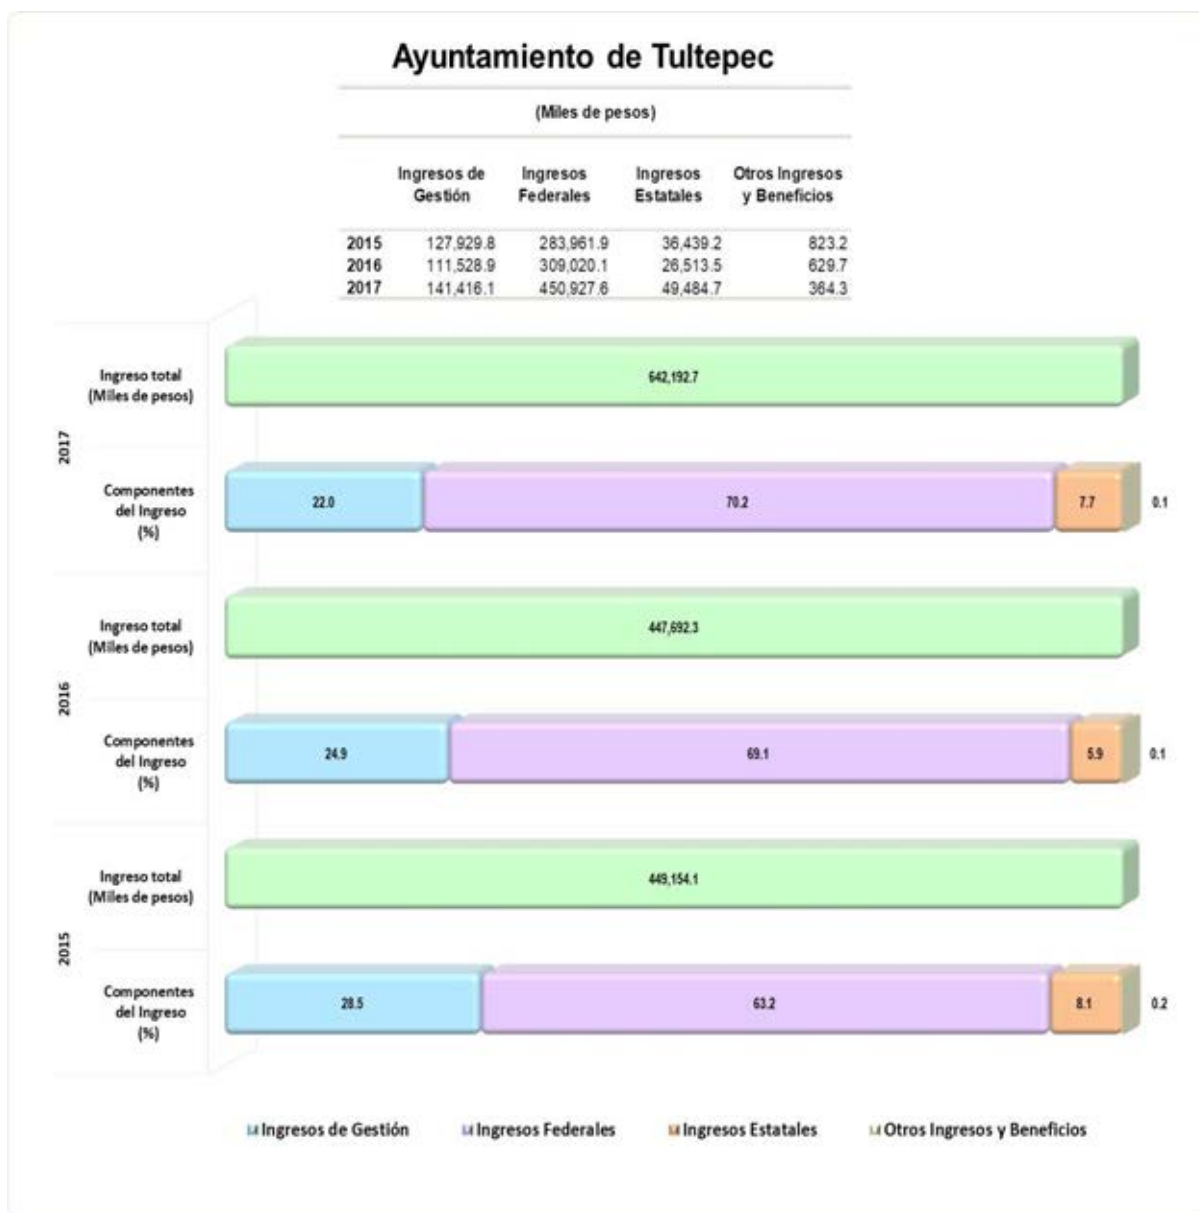 Ayuntamiento de Tultepec
(Miles de pesos)
Ingresos de Gestión Ingresos Federales Ingresos Estatales Otros Ingresos y Beneficios
2015 127,929.8 283,961.9 36,439.2 823.2
2016 111,528.9 309,020.1 26,513.5 629.7
2017 141,416.1 450,927.6 49,484.7 364.3
2017
Ingreso total
(Miles de pesos)
642,192.7
Componentes
del Ingreso
(%)
22.0 70.2 7.7 0.1
2016
Ingreso total
(Miles de pesos)
447,692.3
Componentes
del Ingreso
(%)
24.9 69.1 5.9 0.1
2015
Ingreso total
(Miles de pesos)
449,154.1
Componentes
del Ingreso
(%)
28.5 63.2 8.1 0.2
Ingresos de Gestión Ingresos Federales Ingresos Estatales Otros Ingresos y Beneficios